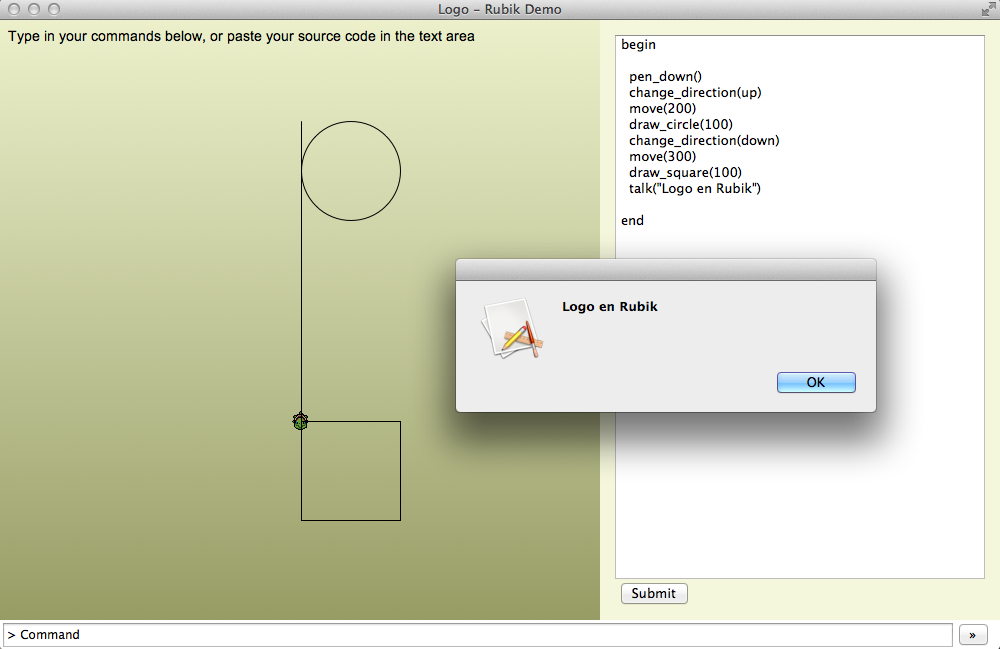 Logo – Rubik Demo
Type in your commands below, or paste your source code in the text area
begin
pen_down()
change_direction(up)
move(200)
draw_circle(100)
change_direction(down)
move(300)
draw_square(100)
talk("Logo en Rubik")
end
Logo en Rubik
OK
Submit
> Command
»